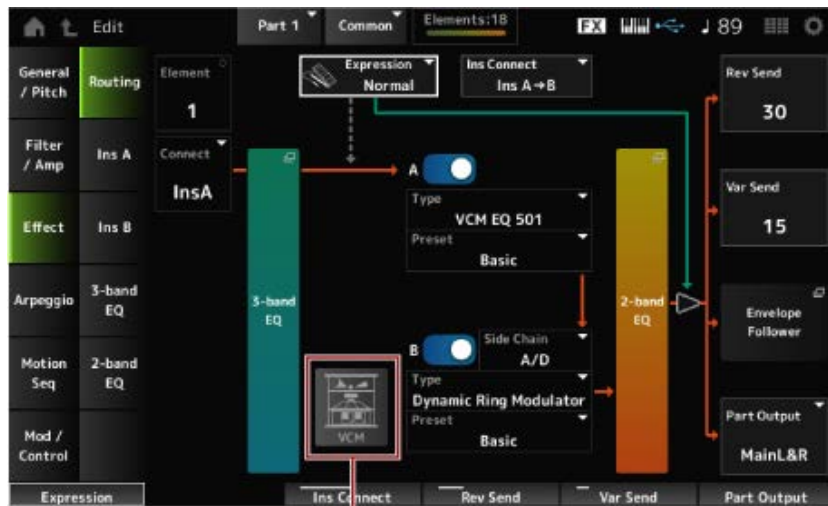 Edit
Part 1
Common
Elements:18
FX
♩ 89
General / Pitch
Filter / Amp
Effect
Arpeggio
Motion Seq
Mod / Control
Routing
Ins A
Ins B
3-band EQ
2-band EQ
Element
1
Connect
InsA
Expression
Normal
Ins Connect
Ins A→B
3-band EQ
A
Type
VCM EQ 501
Preset
Basic
B
Side Chain
A/D
Type
Dynamic Ring Modulator
Preset
Basic
VCM
2-band EQ
Rev Send
30
Var Send
15
Envelope Follower
Part Output
MainL&R
Expression
Ins Connect
Rev Send
Var Send
Part Output